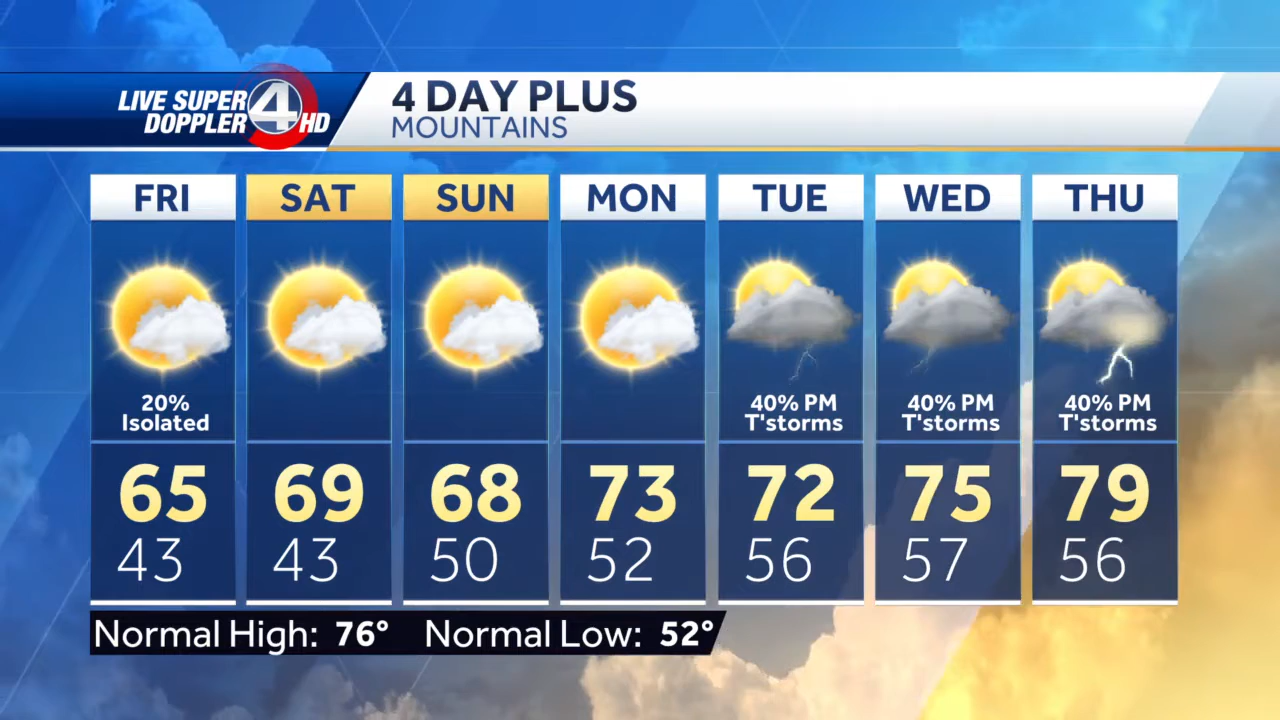 LIVE SUPER
DOPPLER 4 HD
4 DAY PLUS
MOUNTAINS
FRI SAT SUN MON TUE WED THU
20%
Isolated
40% PM
T'storms
40% PM
T'storms
40% PM
T'storms
65 69 68 73 72 75 79
43 43 50 52 56 57 56
Normal High: 76° Normal Low: 52°